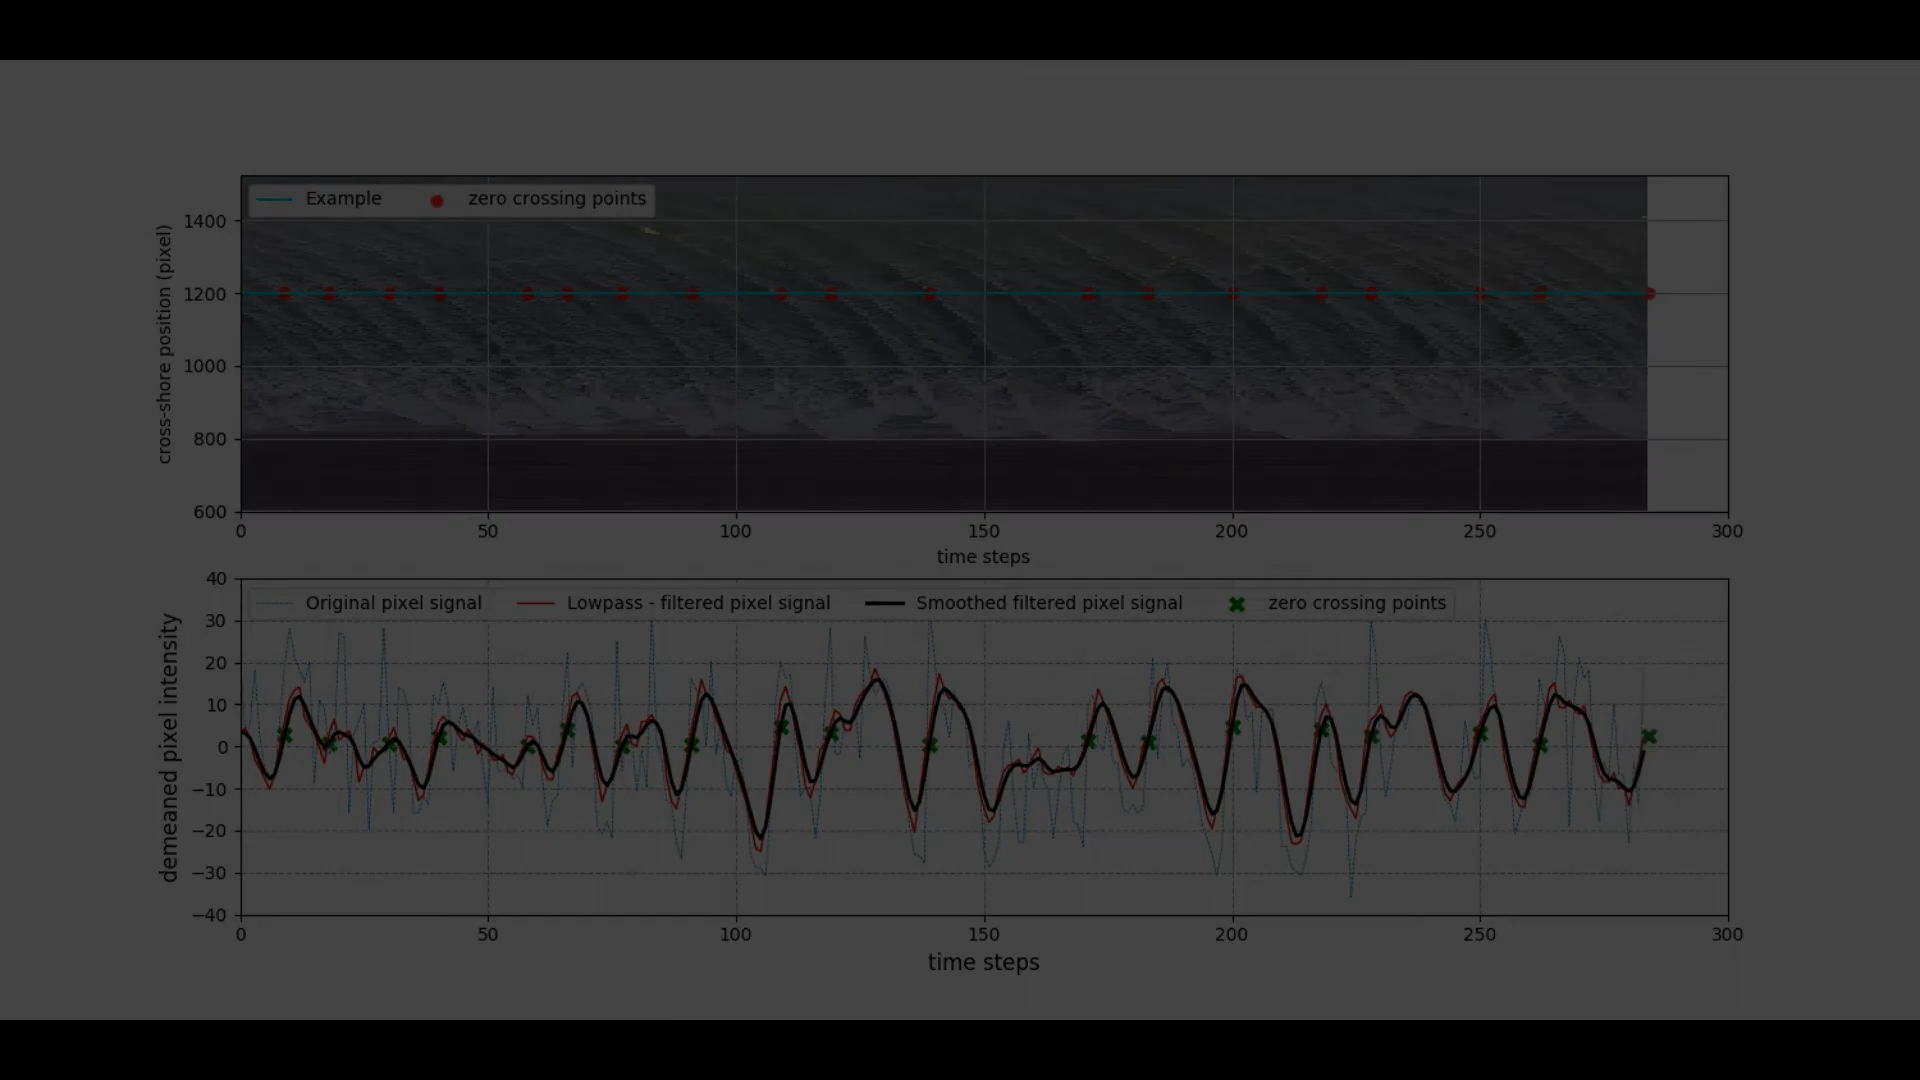 Example zero crossing points
cross-shore position (pixel)
1400
1200
1000
800
600
0 50 100 150 200 250 300
time steps
Original pixel signal Lowpass - filtered pixel signal Smoothed filtered pixel signal zero crossing points
demeaned pixel intensity
40
30
20
10
0
−10
−20
−30
−40
0 50 100 150 200 250 300
time steps